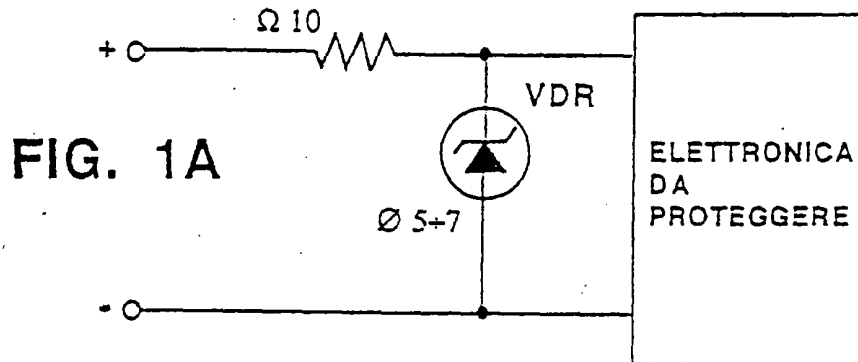 Ω 10
+
VDR
FIG. 1A
ELETTRONICA
DA
PROTEGGERE
Ø 5÷7
-